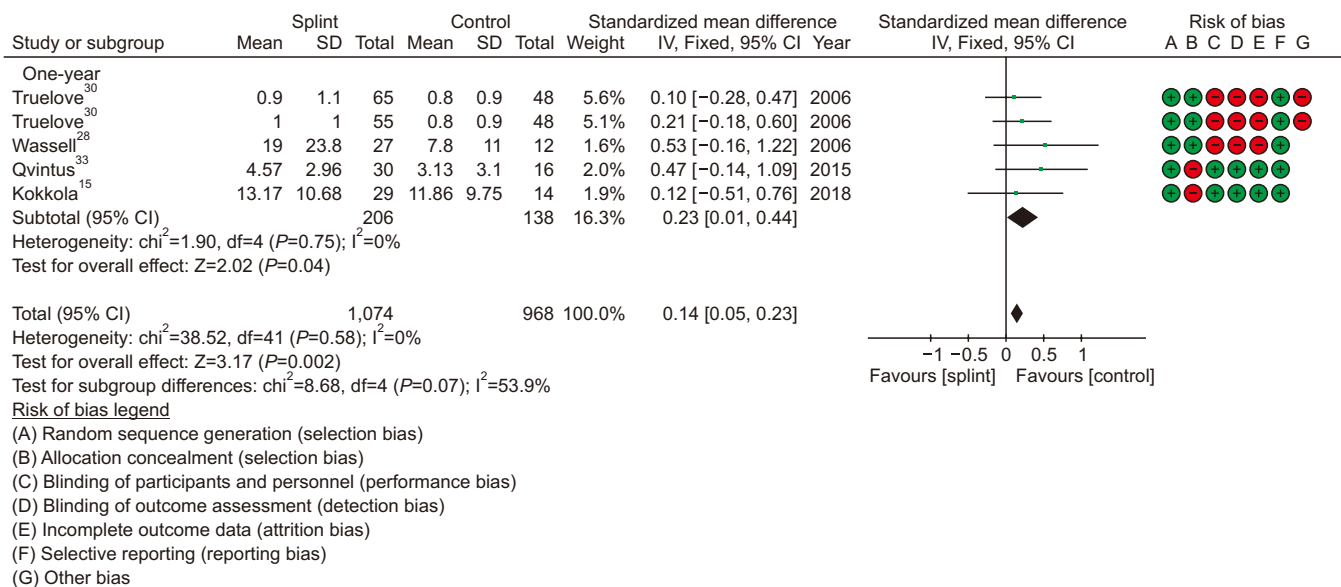 Splint Control Standardized mean difference Standardized mean difference Risk of bias
Study or subgroup Mean SD Total Mean SD Total Weight IV, Fixed, 95% CI Year IV, Fixed, 95% CI A B C D E F G
One-year
Truelove³⁰ 0.9 1.1 65 0.8 0.9 48 5.6% 0.10 [−0.28, 0.47] 2006 + + − − − + −
Truelove³⁰ 1 1 55 0.8 0.9 48 5.1% 0.21 [−0.18, 0.60] 2006 + + − − − + −
Wassell²⁸ 19 23.8 27 7.8 11 12 1.6% 0.53 [−0.16, 1.22] 2006 + + − − − +
Qvintus³³ 4.57 2.96 30 3.13 3.1 16 2.0% 0.47 [−0.14, 1.09] 2015 + − + + + +
Kokkola¹⁵ 13.17 10.68 29 11.86 9.75 14 1.9% 0.12 [−0.51, 0.76] 2018 + − + + + +
Subtotal (95% CI) 206 138 16.3% 0.23 [0.01, 0.44]
Heterogeneity: chi²=1.90, df=4 (P=0.75); I²=0%
Test for overall effect: Z=2.02 (P=0.04)
Total (95% CI) 1,074 968 100.0% 0.14 [0.05, 0.23]
Heterogeneity: chi²=38.52, df=41 (P=0.58); I²=0%
Test for overall effect: Z=3.17 (P=0.002)
Test for subgroup differences: chi²=8.68, df=4 (P=0.07); I²=53.9%
−1 −0.5 0 0.5 1
Favours [splint] Favours [control]
Risk of bias legend
(A) Random sequence generation (selection bias)
(B) Allocation concealment (selection bias)
(C) Blinding of participants and personnel (performance bias)
(D) Blinding of outcome assessment (detection bias)
(E) Incomplete outcome data (attrition bias)
(F) Selective reporting (reporting bias)
(G) Other bias